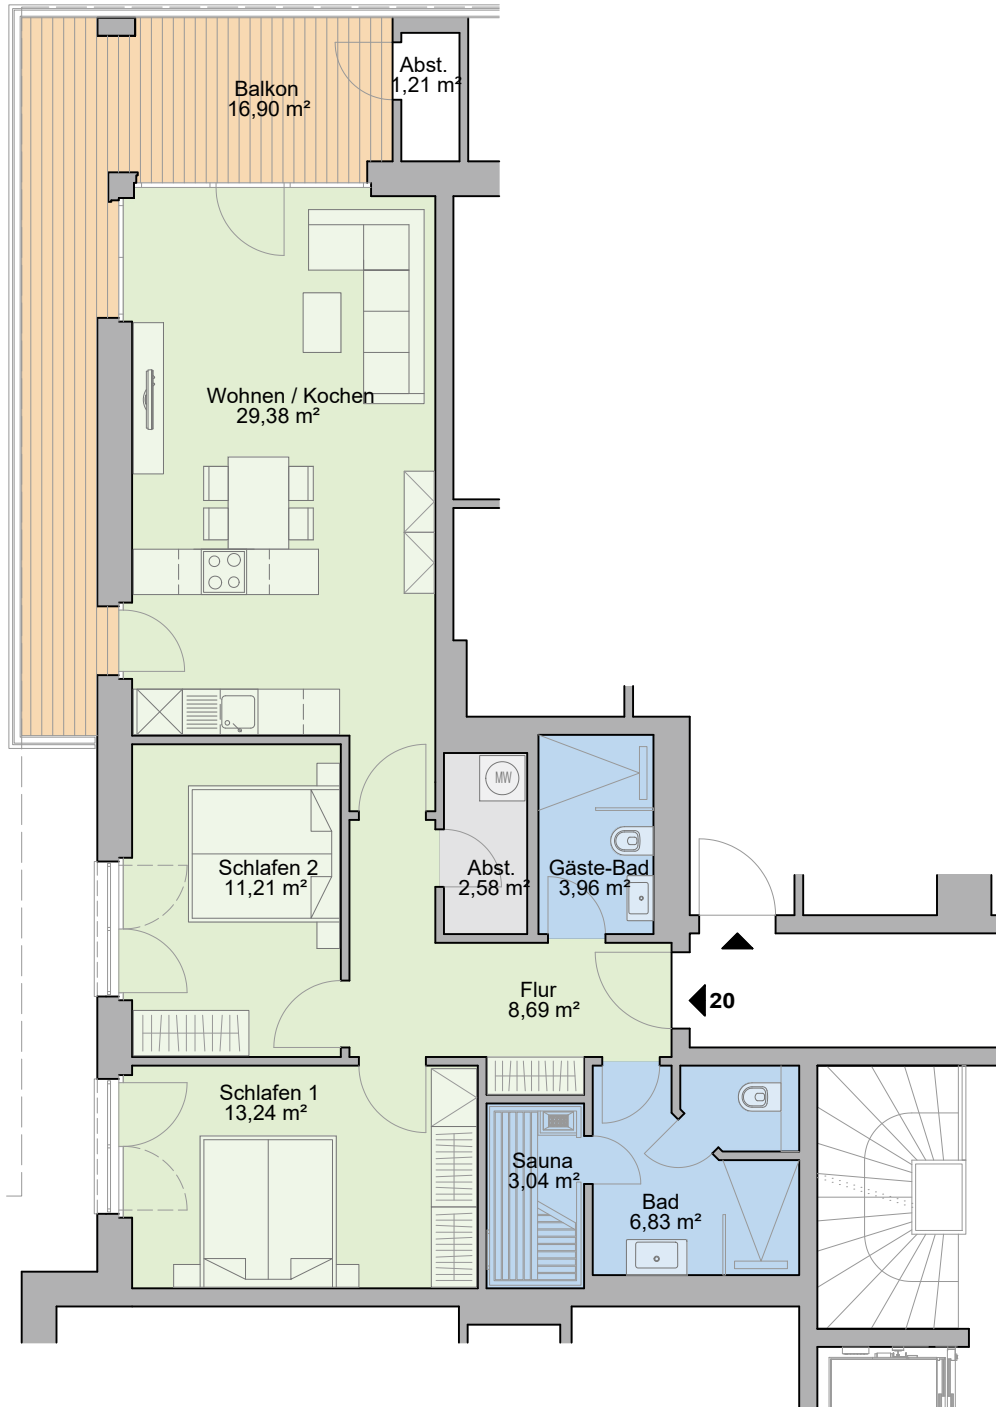 Abst.
1,21 m²
Balkon
16,90 m²
Wohnen / Kochen
29,38 m²
MW
Schlafen 2
11,21 m²
Abst.
2,58 m²
Gäste-Bad
3,96 m²
Flur
8,69 m²
20
Schlafen 1
13,24 m²
Sauna
3,04 m²
Bad
6,83 m²